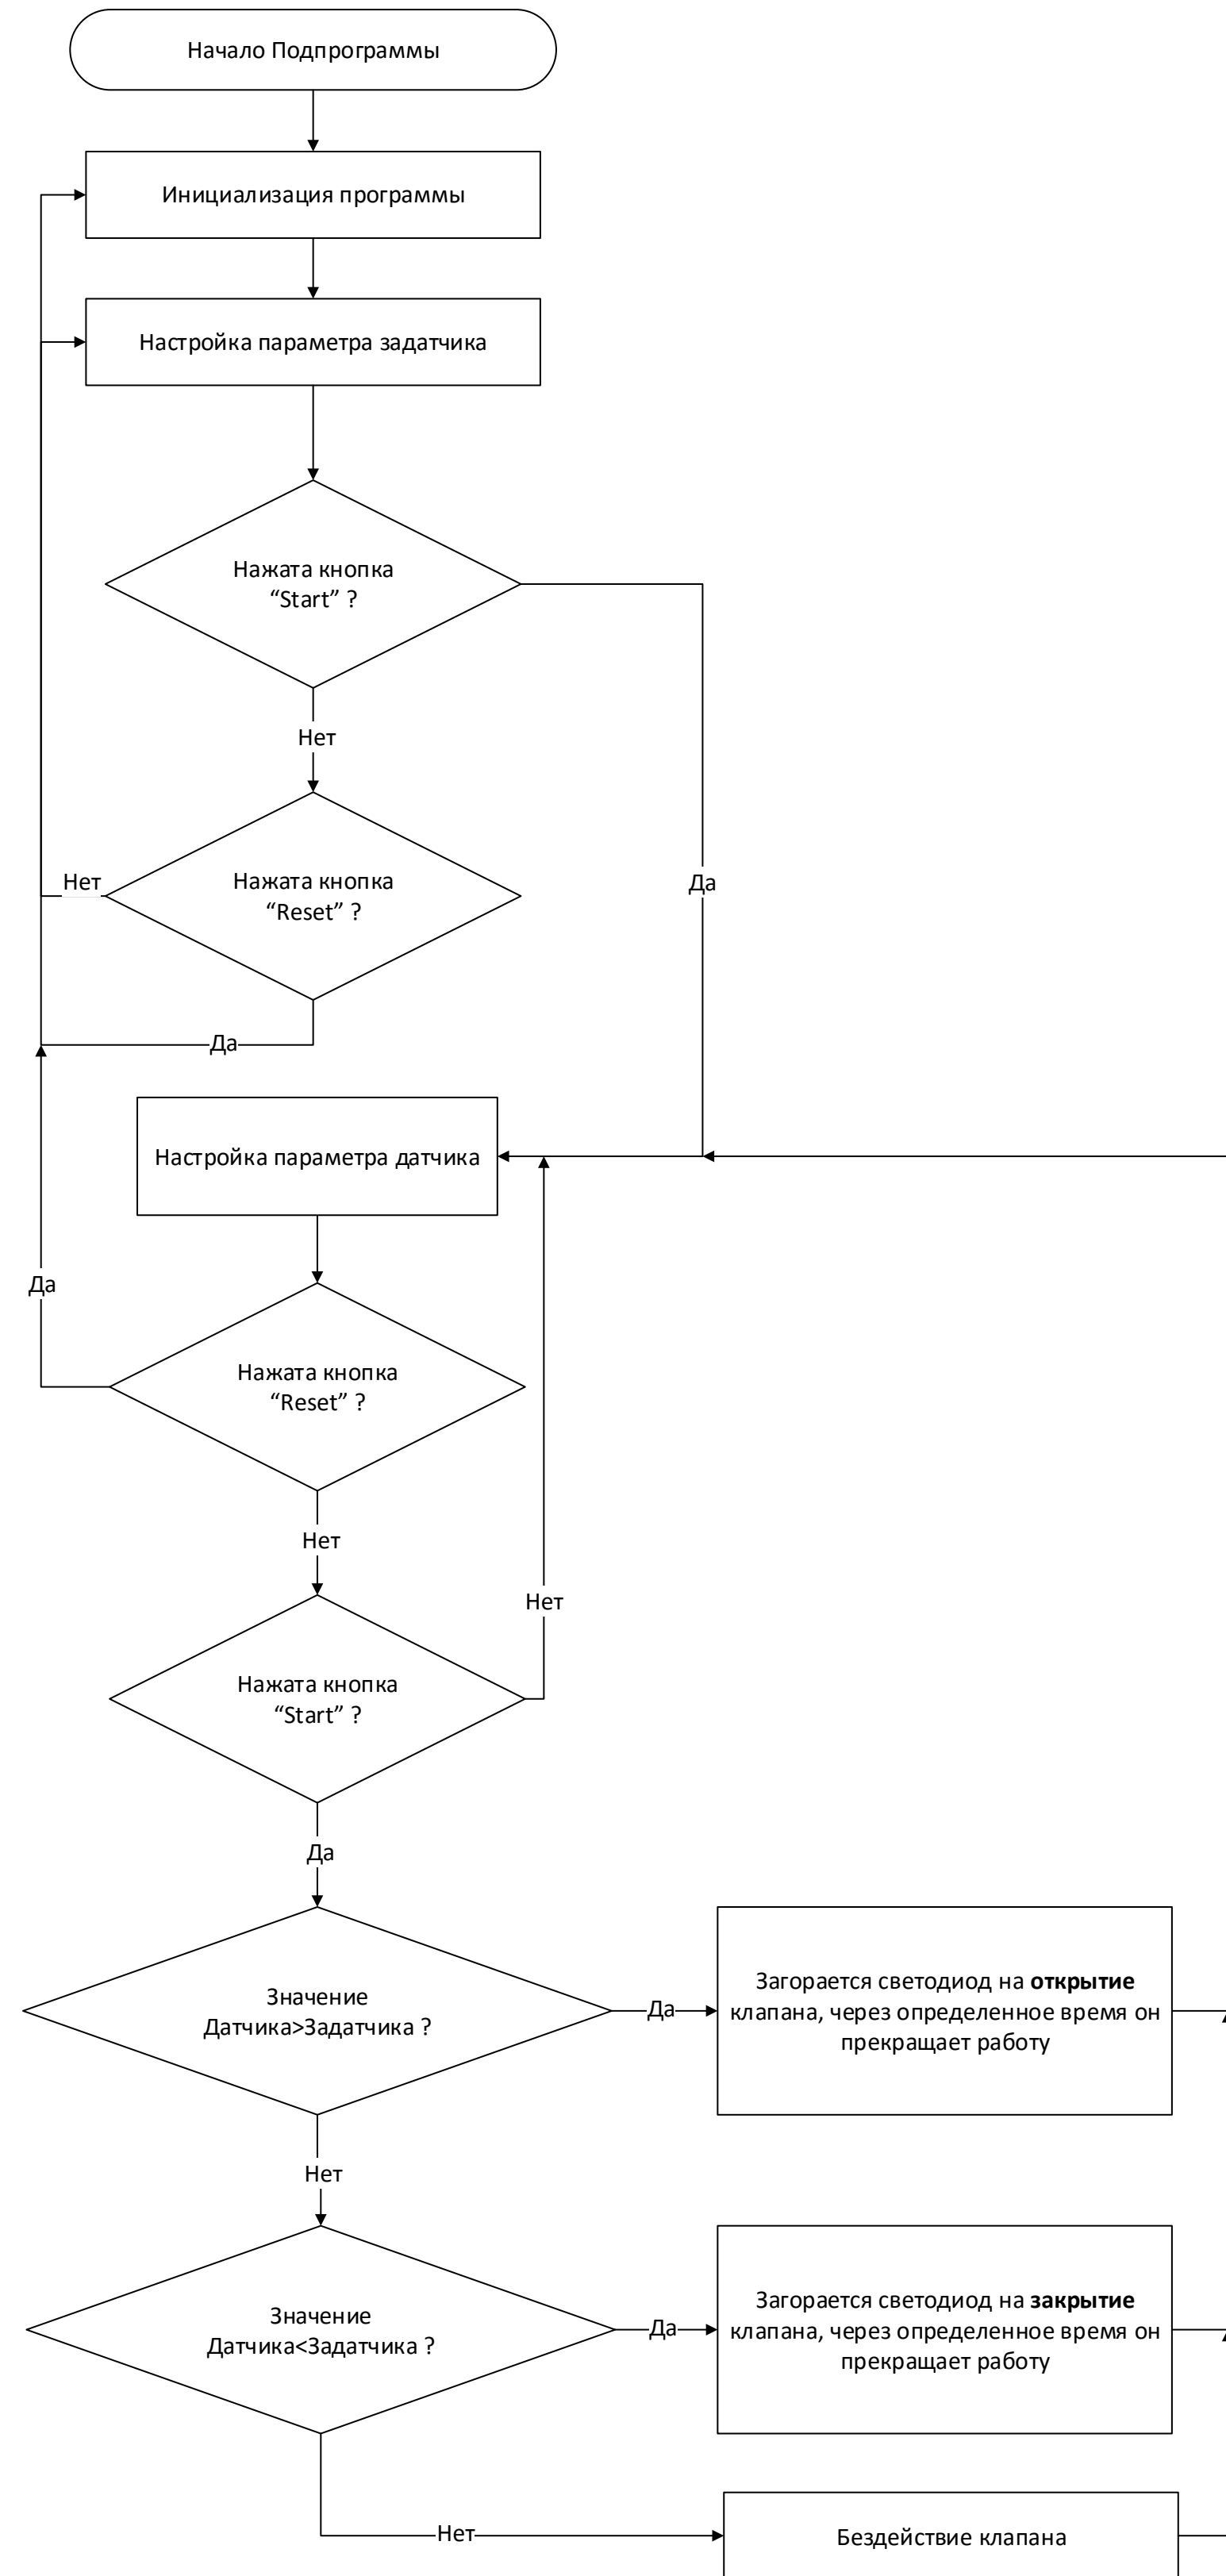 Начало Подпрограммы
Инициализация программы
Настройка параметра задатчика
Нажата кнопка
“Start” ?
Нет
Нажата кнопка
“Reset” ?
Нет
Да
Да
Настройка параметра датчика
Да
Нажата кнопка
“Reset” ?
Нет
Нажата кнопка
“Start” ?
Нет
Да
Значение
Датчика>Задатчика ?
Да
Загорается светодиод на открытие
клапана, через определенное время он
прекращает работу
Нет
Значение
Датчика<Задатчика ?
Да
Загорается светодиод на закрытие
клапана, через определенное время он
прекращает работу
Нет
Бездействие клапана